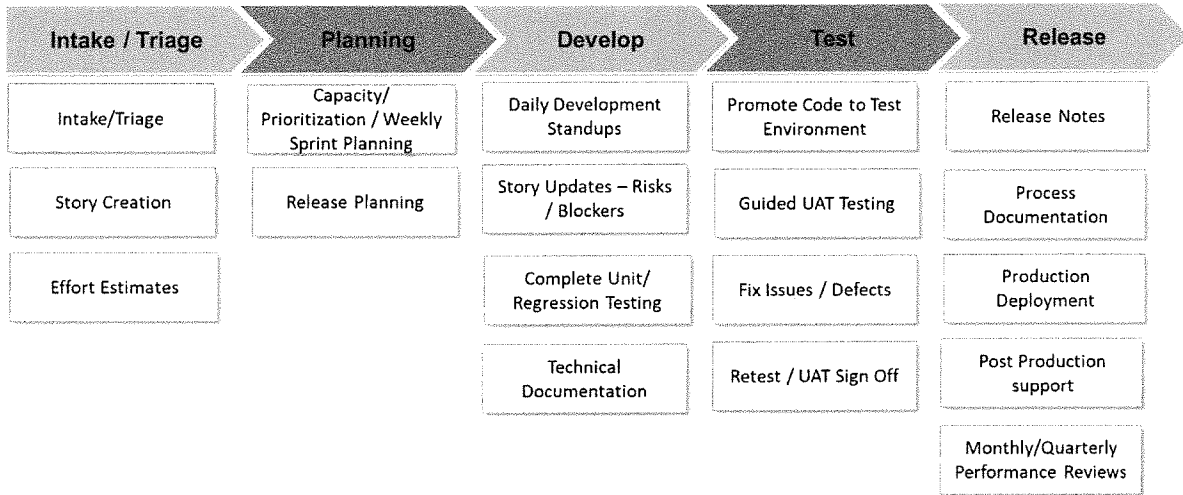 Intake / Triage
Planning
Develop
Test
Release
Intake/Triage
Story Creation
Effort Estimates
Capacity/
Prioritization / Weekly
Sprint Planning
Release Planning
Daily Development
Standups
Story Updates – Risks
/ Blockers
Complete Unit/
Regression Testing
Technical
Documentation
Promote Code to Test
Environment
Guided UAT Testing
Fix Issues / Defects
Retest / UAT Sign Off
Release Notes
Process
Documentation
Production
Deployment
Post Production
support
Monthly/Quarterly
Performance Reviews